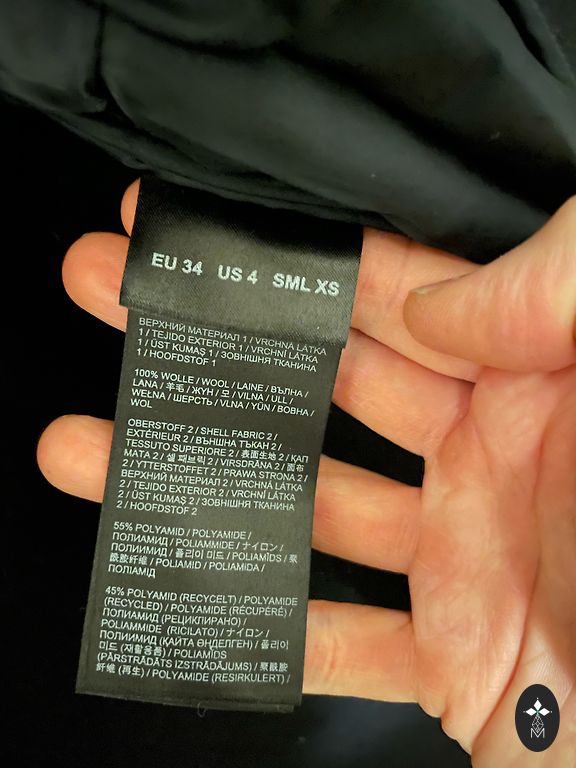 EU 34 US 4 SML XS
ВЕРХНИЙ МАТЕРИАЛ 1 / VRCHNÁ LÁTKA
1 / TEJIDO EXTERIOR 1 / VRCHNÍ LÁTKA
1 / ÜST KUMAŞ 1 / ЗОВНІШНЯ ТКАНИНА
1 / HOOFDSTOF 1
100% WOLLE / WOOL / LAINE / ВЪЛНА /
LANA / 羊毛 / ЖҮН / 모 / VILNA / ULL /
WEŁNA / ШЕРСТЬ / VLNA / YÜN / ВОВНА /
WOL
OBERSTOFF 2 / SHELL FABRIC 2 /
EXTÉRIEUR 2 / ВЪНШНА ТЪКАН 2 /
TESSUTO SUPERIORE 2 / 表面生地 2 / ҚАП
МАТА 2 / 셸 패브릭 2 / VIRSDRĀNA 2 / 面布
2 / YTTERSTOFFET 2 / PRAWA STRONA 2 /
ВЕРХНИЙ МАТЕРИАЛ 2 / VRCHNÁ LÁTKA
2 / TEJIDO EXTERIOR 2 / VRCHNÍ LÁTKA
2 / ÜST KUMAŞ 2 / ЗОВНІШНЯ ТКАНИНА
2 / HOOFDSTOF 2
55% POLYAMID / POLYAMIDE /
ПОЛИАМИД / POLIAMMIDE / ナイロン /
ПОЛИИМИД / 폴리이 미드 / POLIAMĪDS / 聚
酰胺纤维 / POLIAMID / POLIAMIDA /
ПОЛІАМІД
45% POLYAMID (RECYCELT) / POLYAMIDE
(RECYCLED) / POLYAMIDE (RÉCUPÉRÉ) /
ПОЛИАМИД (РЕЦИКЛИРАНО) /
POLIAMMIDE (RICILATO) / ナイロン /
ПОЛИИМИД (ҚАЙТА ӨҢДЕЛГЕН) / 폴리이
미드 (재활용품) / POLIAMĪDS
(PĀRSTRĀDĀTS IZSTRĀDĀJUMS) / 聚酰胺
纤维 (再生) / POLYAMIDE (RESIRKULERT) /
M